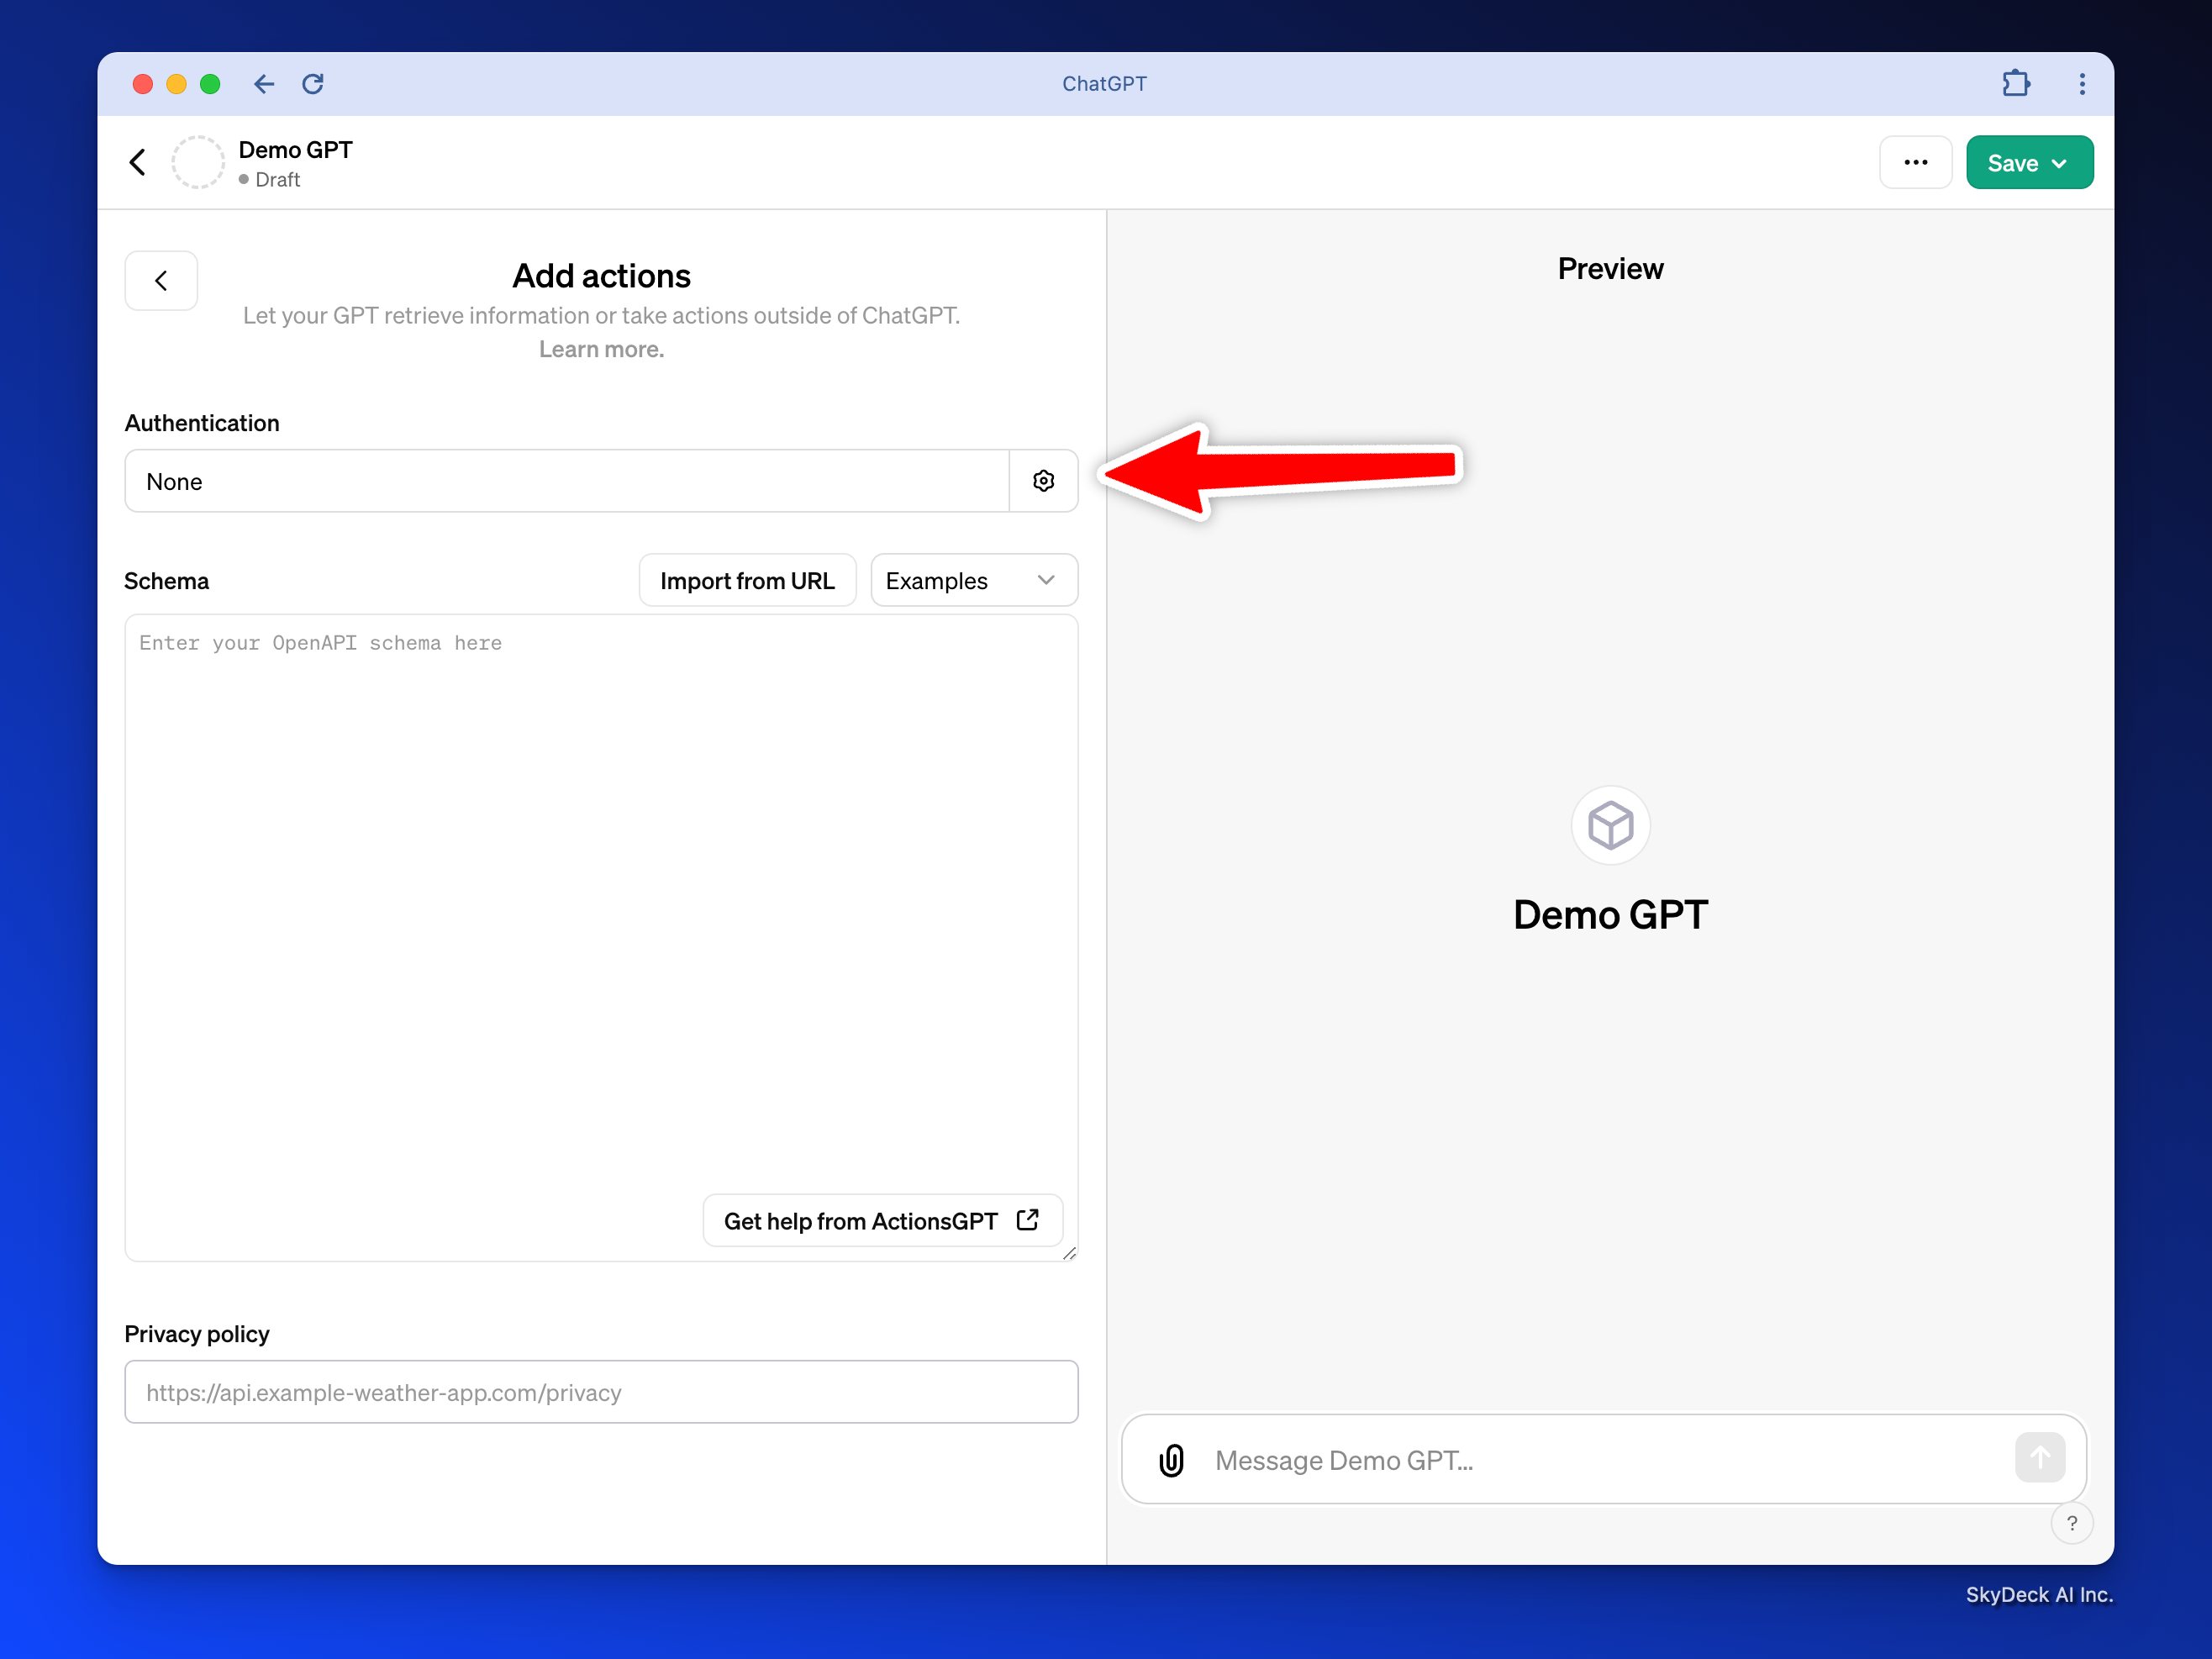 ChatGPT
Demo GPT
Draft
Save
Add actions
Let your GPT retrieve information or take actions outside of ChatGPT.
Learn more.
Authentication
None
Schema
Import from URL
Examples
Enter your OpenAPI schema here
Get help from ActionsGPT
Privacy policy
https://api.example-weather-app.com/privacy
Preview
Demo GPT
Message Demo GPT...
?
SkyDeck AI Inc.